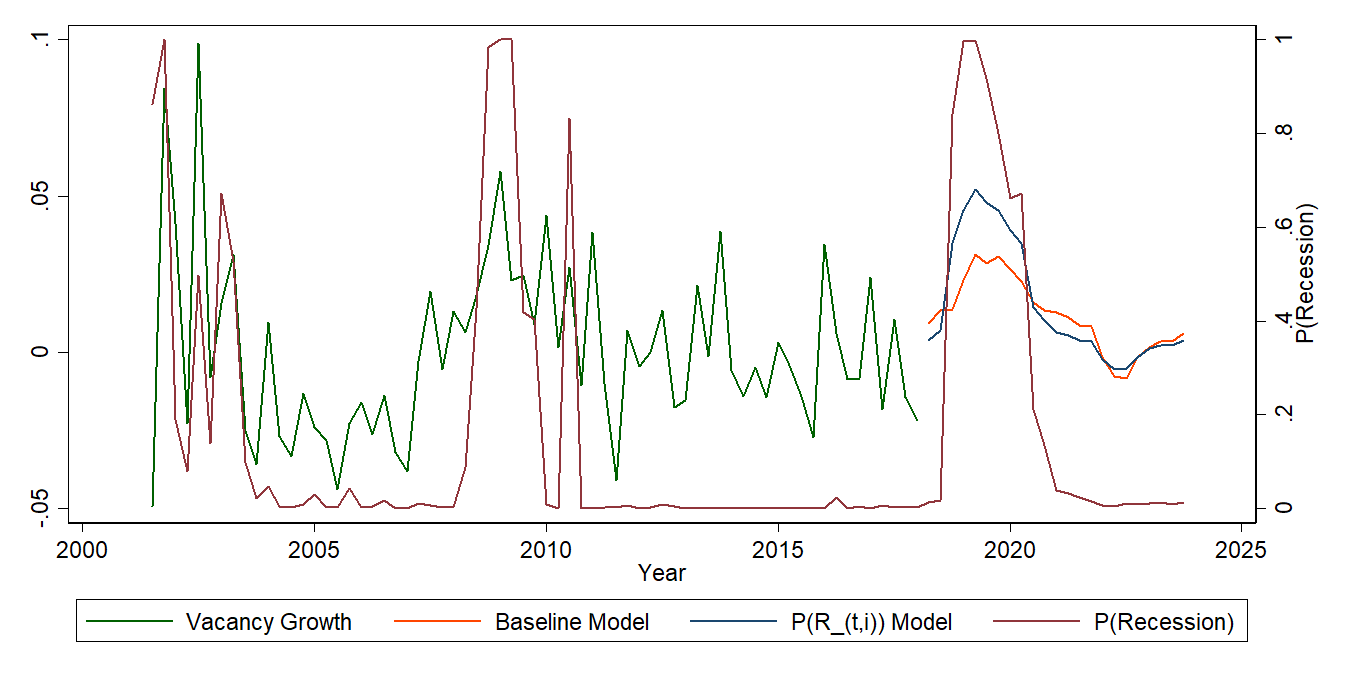 .1
.05
0
-.05
1
.8
.6
.4
.2
0
P(Recession)
2000 2005 2010 2015 2020 2025
Year
Vacancy Growth Baseline Model P(R_(t,i)) Model P(Recession)